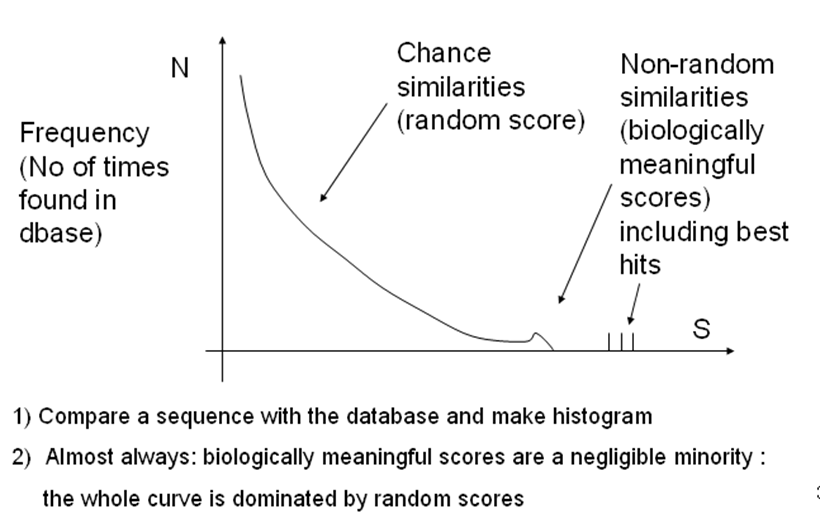 N
Frequency
(No of times
found in
dbase)
Chance
similarities
(random score)
Non-random
similarities
(biologically
meaningful
scores)
including best
hits
S
1) Compare a sequence with the database and make histogram
2) Almost always: biologically meaningful scores are a negligible minority :
the whole curve is dominated by random scores